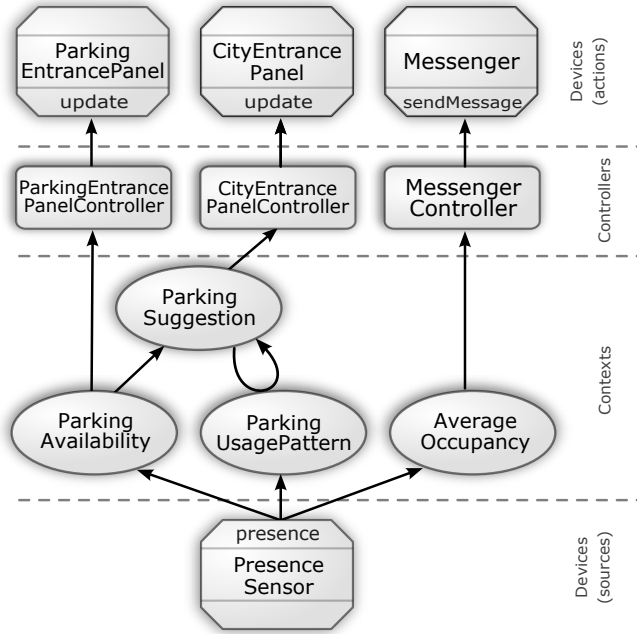 Parking
EntrancePanel
update
CityEntrance
Panel
update
Messenger
sendMessage
Devices
(actions)
ParkingEntrance
PanelController
CityEntrance
PanelController
Messenger
Controller
Controllers
Parking
Suggestion
Parking
Availability
Parking
UsagePattern
Average
Occupancy
Contexts
presence
Presence
Sensor
Devices
(sources)